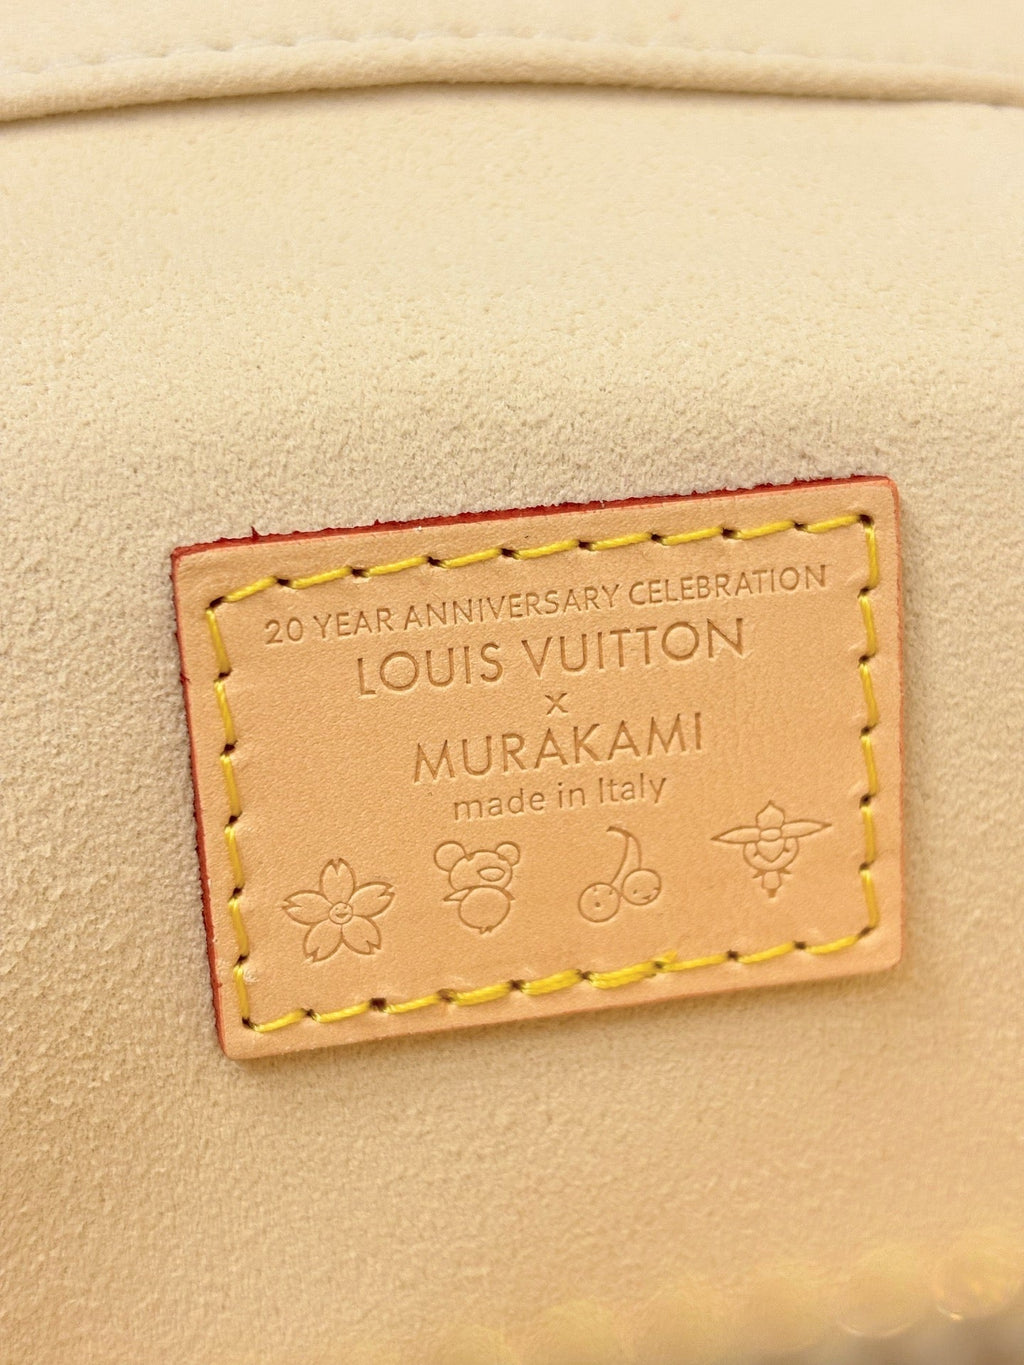 20 YEAR ANNIVERSARY CELEBRATION
LOUIS VUITTON
x
MURAKAMI
made in Italy